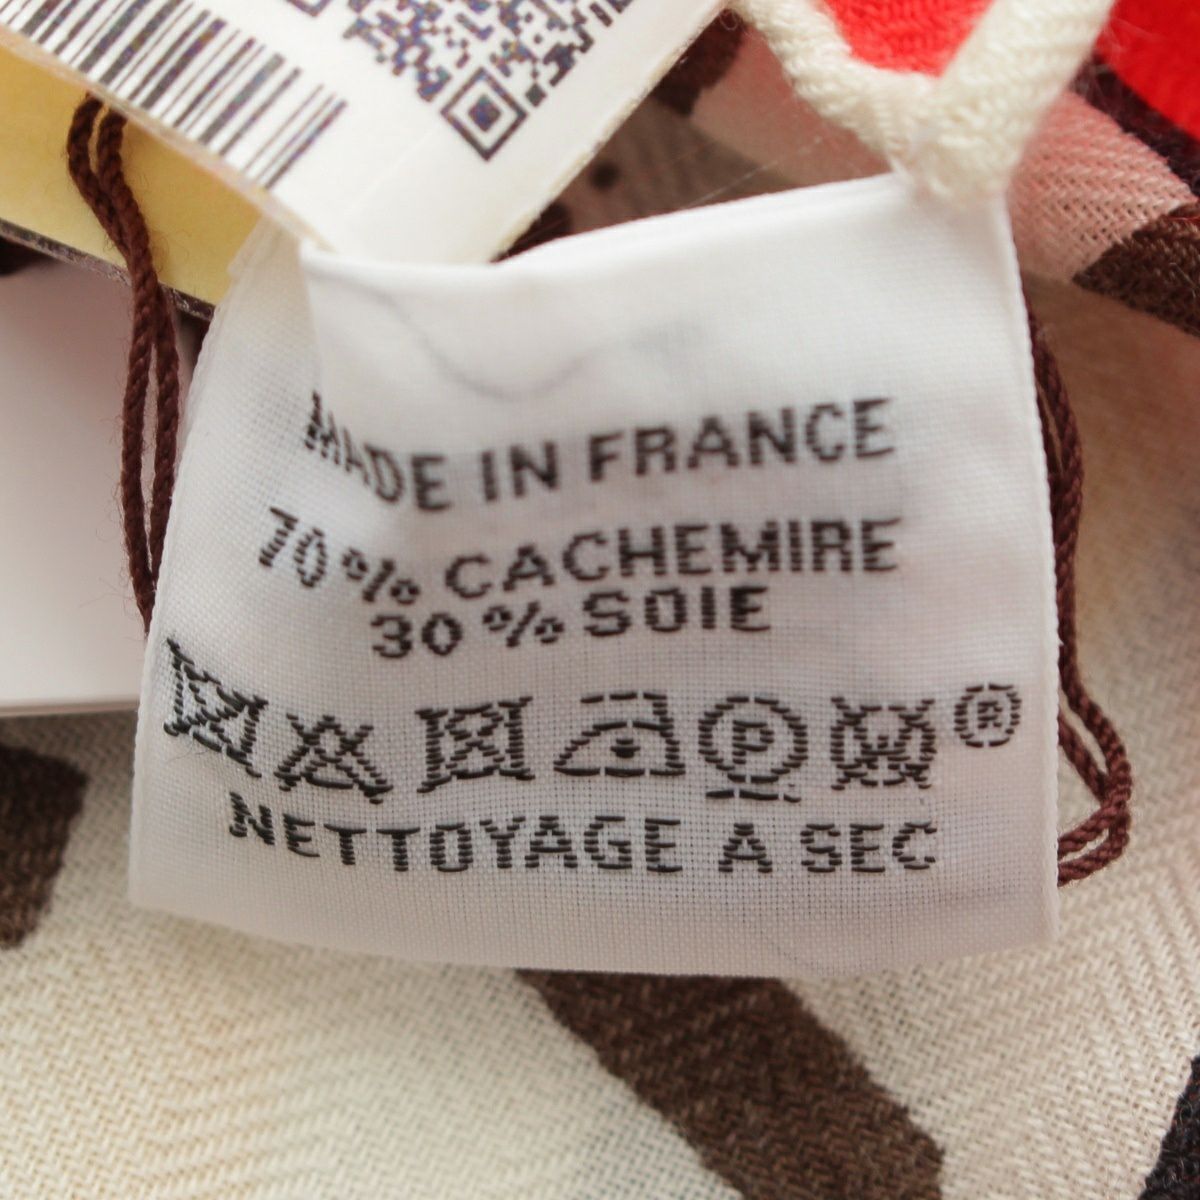 MADE IN FRANCE
70% CACHEMIRE
30% SOIE
P W ®
NETTOYAGE A SEC